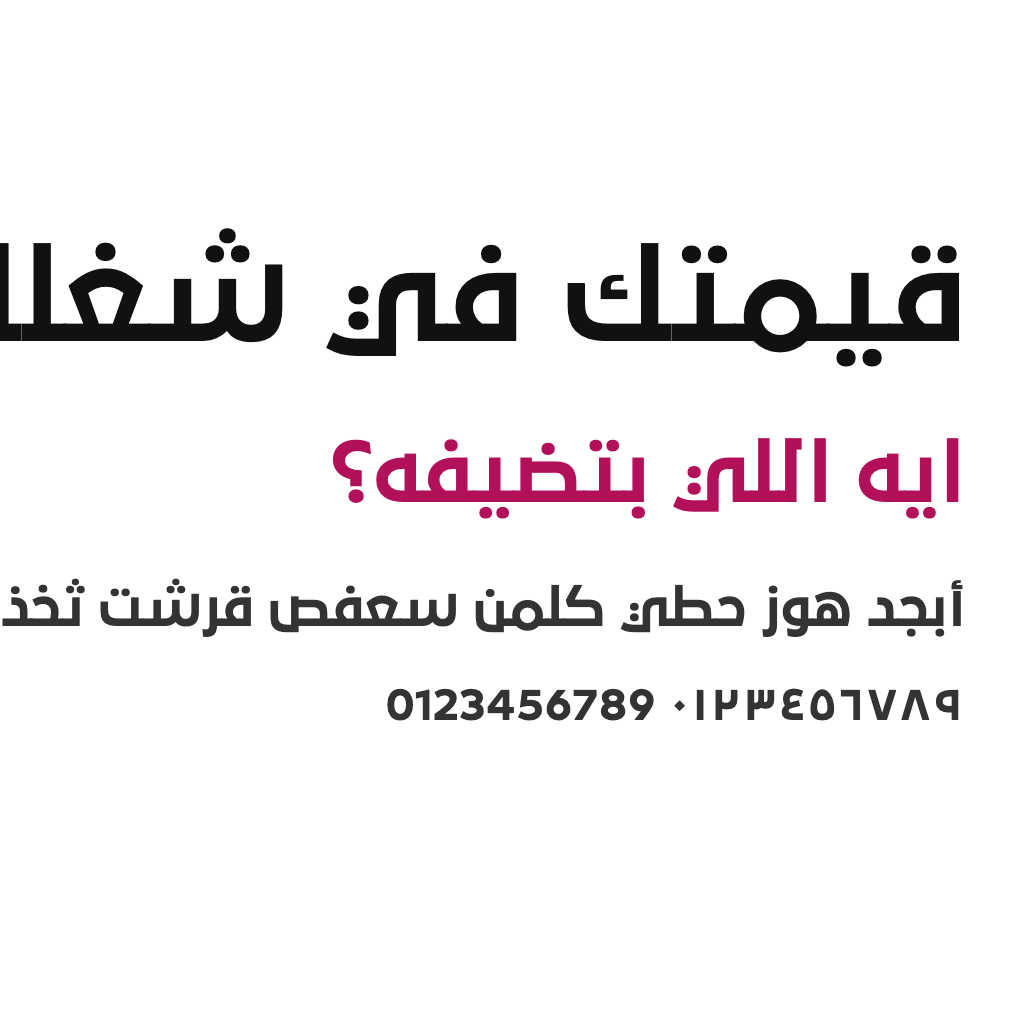 قيمتك في شغلك
ايه اللي بتضيفه؟
أبجد هوز حطي كلمن سعفص قرشت ثخذ
٠١٢٣٤٥٦٧٨٩ 0123456789